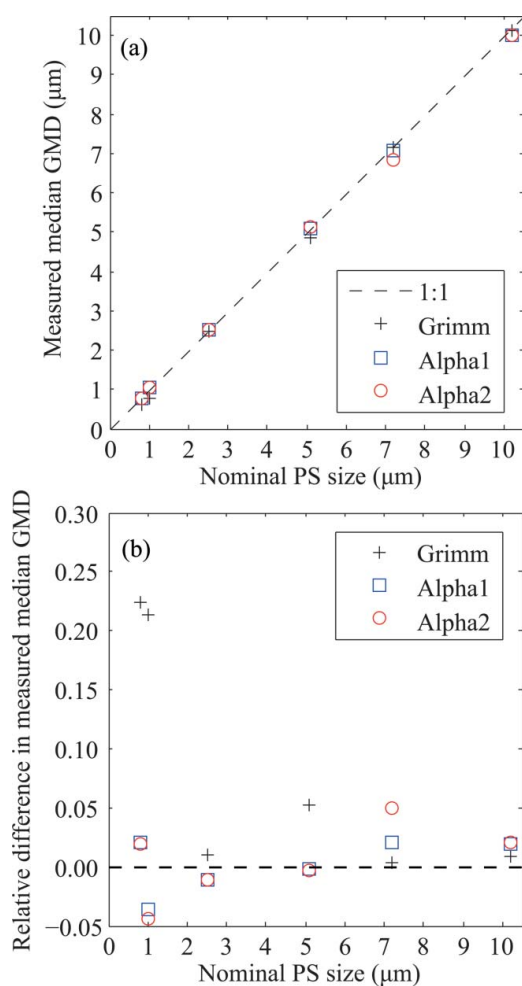 (a)
Measured median GMD (μm)
10
9
8
7
6
5
4
3
2
1
0
1:1
Grimm
Alpha1
Alpha2
0 1 2 3 4 5 6 7 8 9 10
Nominal PS size (μm)
(b)
Relative difference in measured median GMD
0.30
0.25
0.20
0.15
0.10
0.05
0.00
−0.05
Grimm
Alpha1
Alpha2
0 1 2 3 4 5 6 7 8 9 10
Nominal PS size (μm)